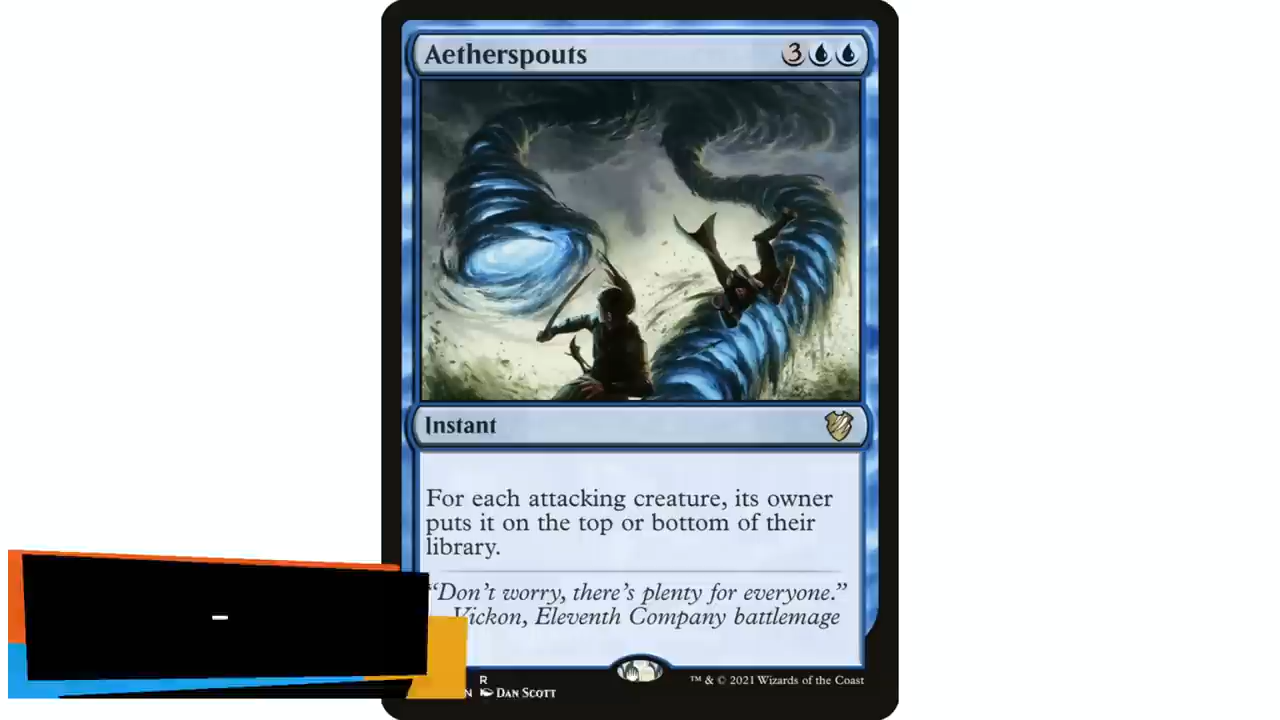 Aetherspouts 3
Instant
For each attacking creature, its owner
puts it on the top or bottom of their
library.
“Don’t worry, there’s plenty for everyone.”
Vickon, Eleventh Company battlemage
R
N Dan Scott
™ & © 2021 Wizards of the Coast
-